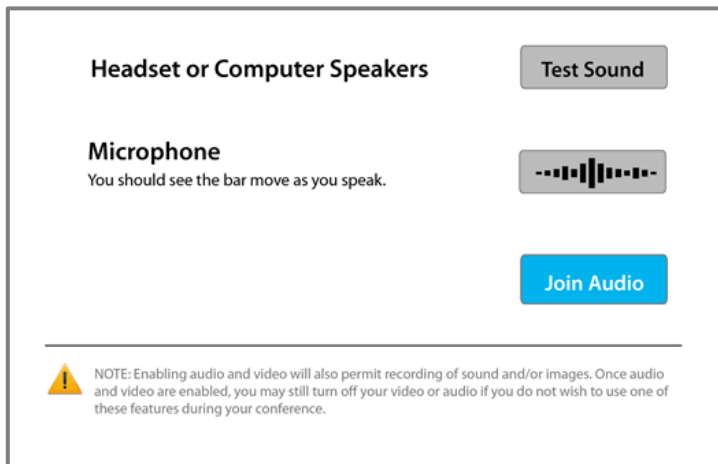 Headset or Computer Speakers
Test Sound
Microphone
You should see the bar move as you speak.
Join Audio
NOTE: Enabling audio and video will also permit recording of sound and/or images. Once audio
and video are enabled, you may still turn off your video or audio if you do not wish to use one of
these features during your conference.